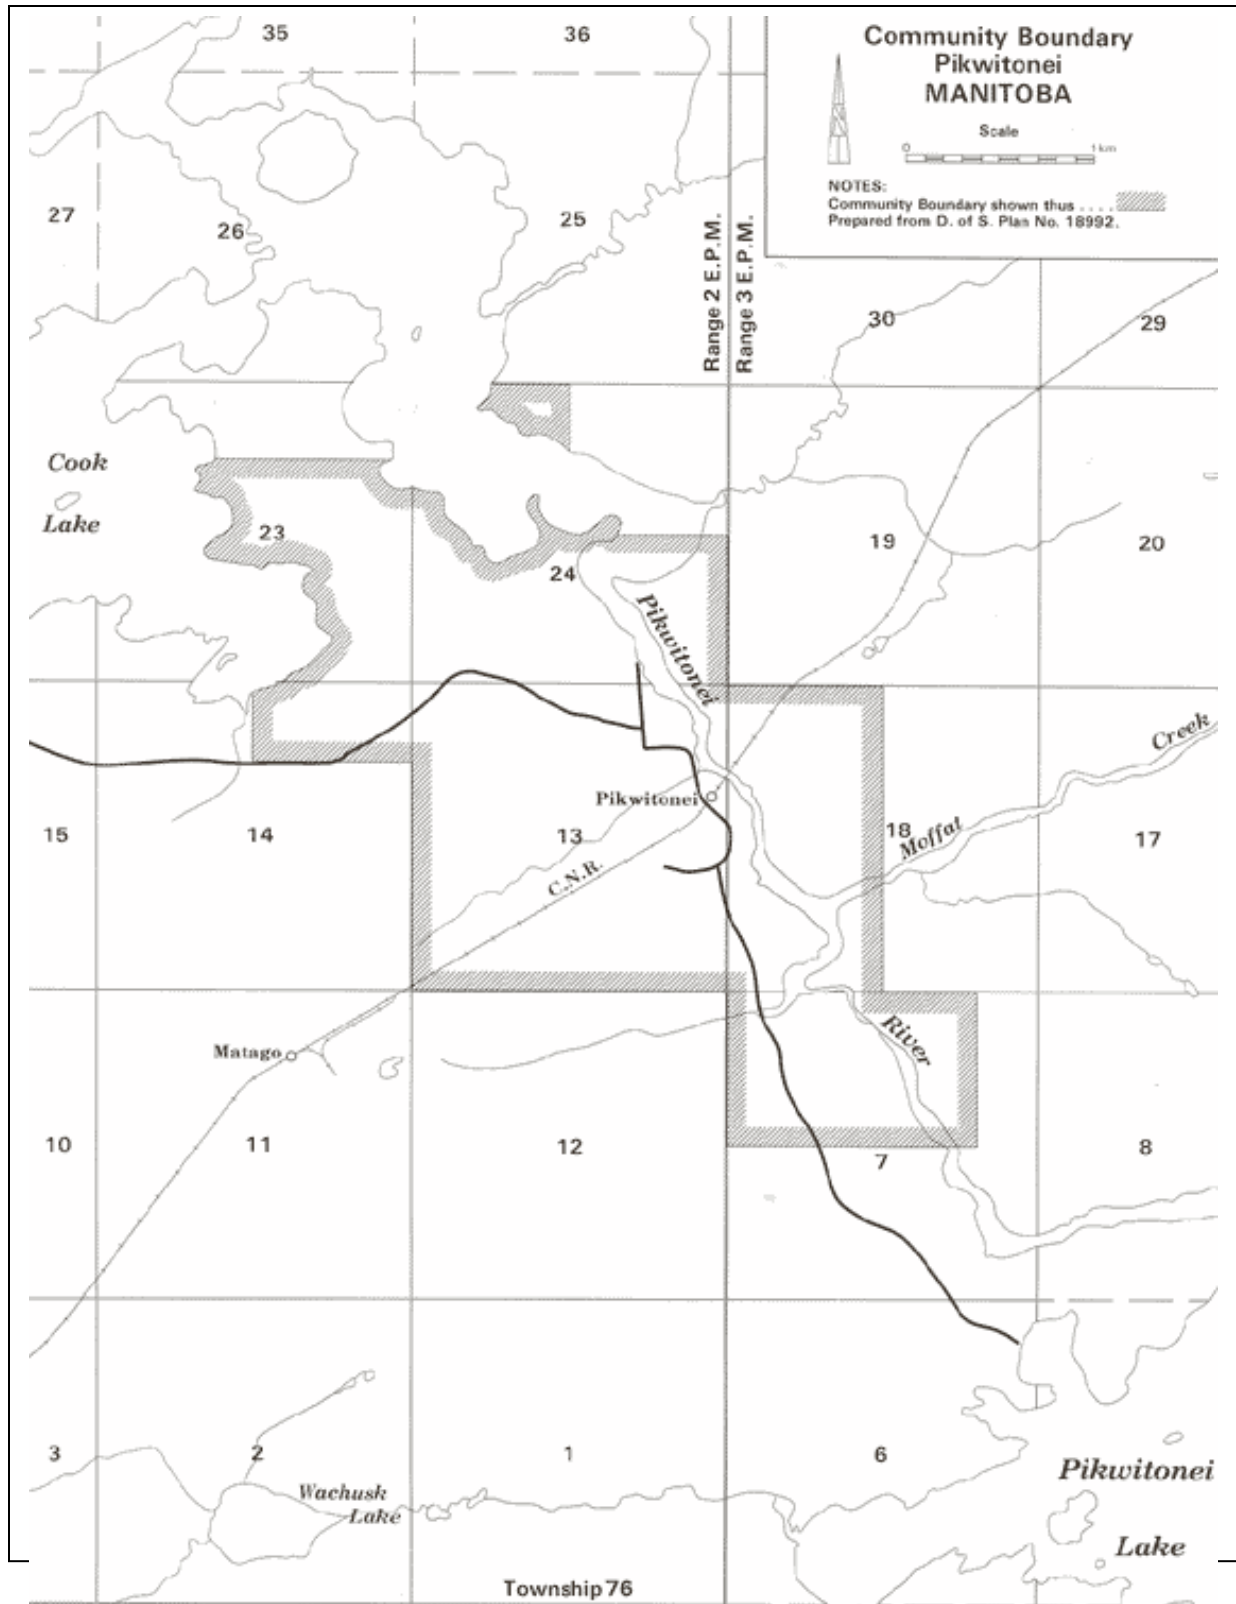 35
36
Community Boundary
Pikwitonei
MANITOBA
Scale
0 1 km
NOTES:
Community Boundary shown thus . . . .
Prepared from D. of S. Plan No. 18992.
27
26
25
Range 2 E.P.M.
Range 3 E.P.M.
30
29
Cook
Lake
23
24
19
20
Pikwitonei
Creek
Pikwitonei
15
14
13
C.N.R.
18
Moffat
17
Matago
River
10
11
12
7
8
3
2
1
6
Wachusk
Lake
Pikwitonei
Lake
Township 76